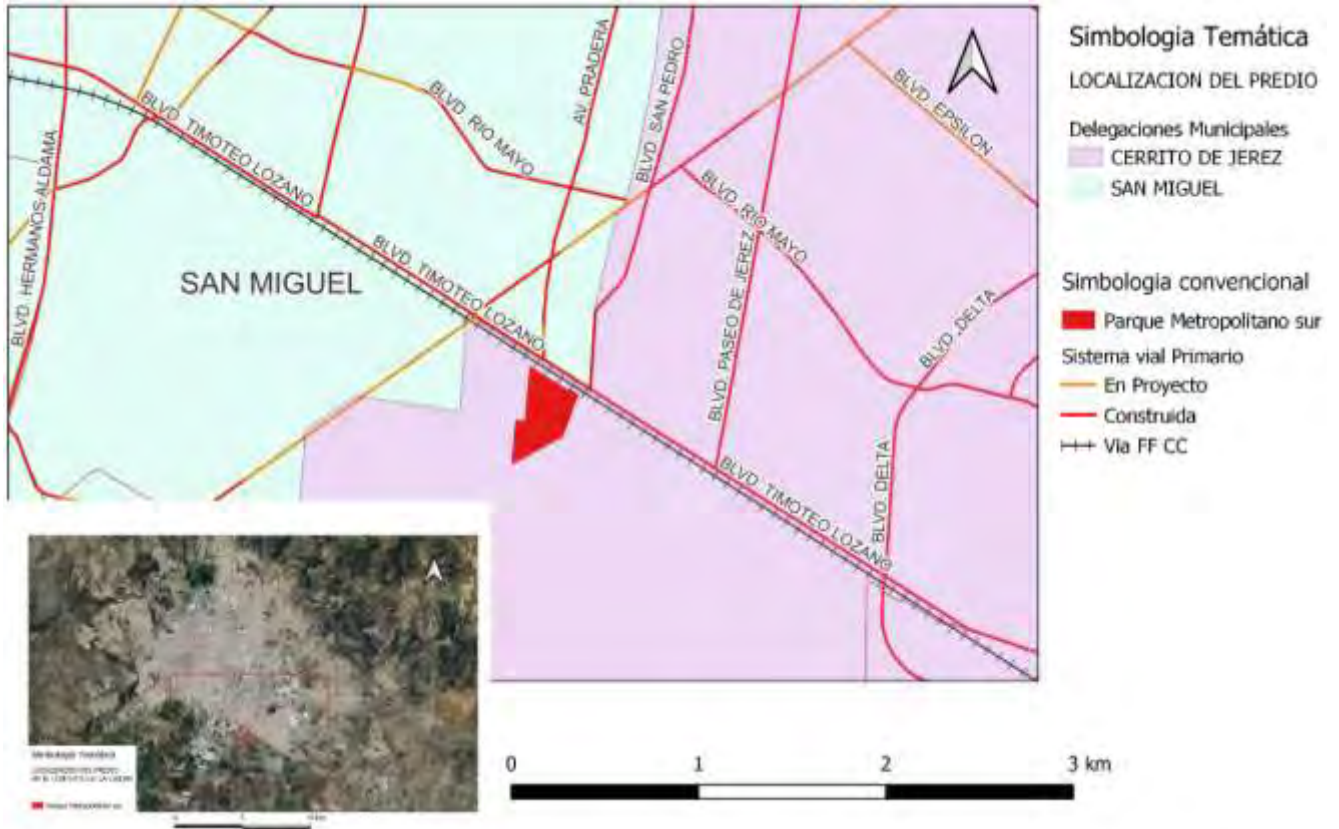 Simbologia Temática
LOCALIZACION DEL PREDIO
Delegaciones Municipales
CERRITO DE JEREZ
SAN MIGUEL
Simbologia convencional
Parque Metropolitano sur
Sistema vial Primario
En Proyecto
Construida
Via FF CC
BLVD. HERMANOS ALDAMA
BLVD. TIMOTEO LOZANO
BLVD. RIO MAYO
AV. PRADERA
BLVD. SAN PEDRO
BLVD. EPSILON
BLVD. RIO MAYO
BLVD. TIMOTEO LOZANO
SAN MIGUEL
BLVD. PASEO DE JEREZ
BLVD. DELTA
BLVD. DELTA
BLVD. TIMOTEO LOZANO
Simbologia Temática
0 1 2 3 km